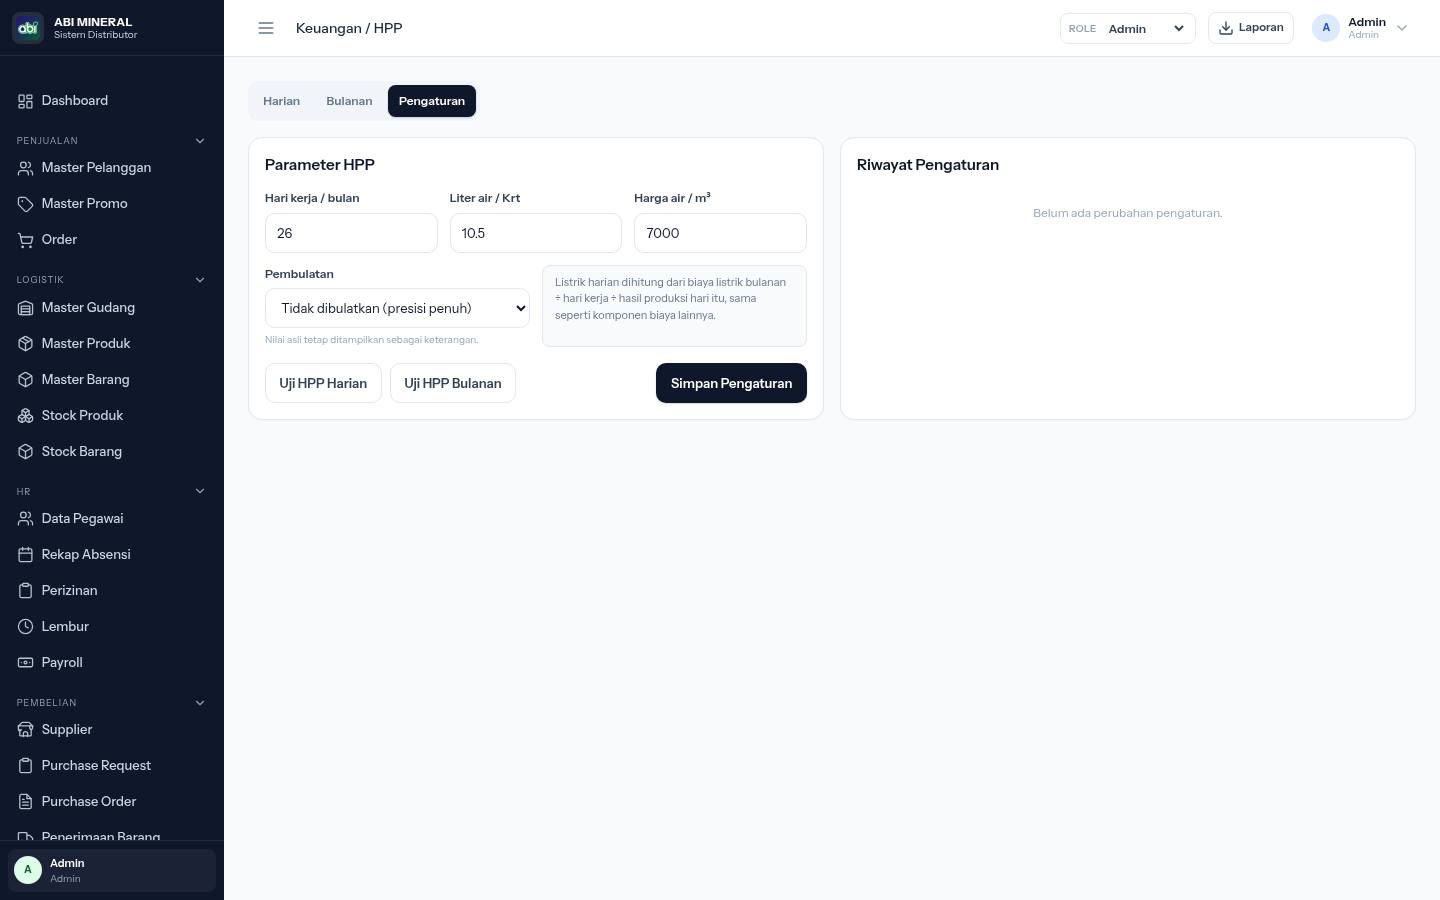 abi
ABI MINERAL
Sistem Distributor
Dashboard
PENJUALAN
Master Pelanggan
Master Promo
Order
LOGISTIK
Master Gudang
Master Produk
Master Barang
Stock Produk
Stock Barang
HR
Data Pegawai
Rekap Absensi
Perizinan
Lembur
Payroll
PEMBELIAN
Supplier
Purchase Request
Purchase Order
Penerimaan Barang
A
Admin
Admin
Keuangan / HPP
ROLE Admin
Laporan
A
Admin
Admin
Harian Bulanan Pengaturan
Parameter HPP
Hari kerja / bulan Liter air / Krt Harga air / m³
26 10.5 7000
Pembulatan
Tidak dibulatkan (presisi penuh)
Nilai asli tetap ditampilkan sebagai keterangan.
Listrik harian dihitung dari biaya listrik bulanan
÷ hari kerja ÷ hasil produksi hari itu, sama
seperti komponen biaya lainnya.
Uji HPP Harian Uji HPP Bulanan Simpan Pengaturan
Riwayat Pengaturan
Belum ada perubahan pengaturan.